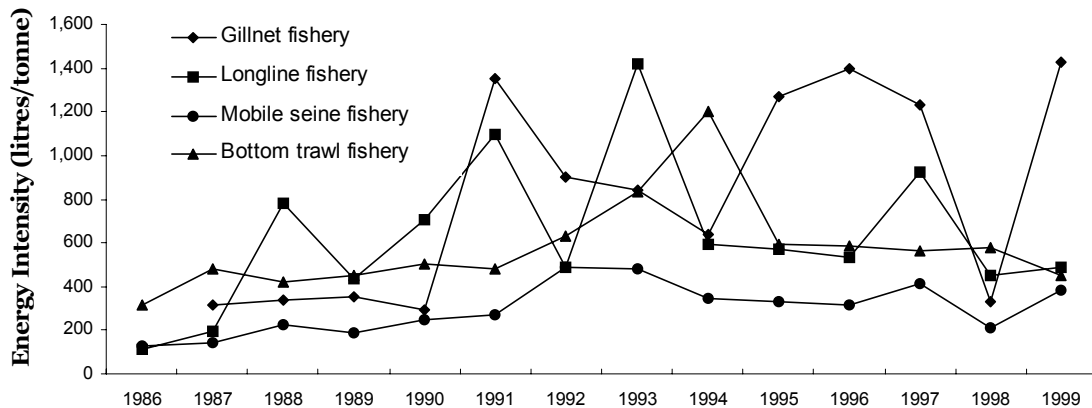 Energy Intensity (litres/tonne)
1,600
1,400
1,200
1,000
800
600
400
200
0
Gillnet fishery
Longline fishery
Mobile seine fishery
Bottom trawl fishery
1986 1987 1988 1989 1990 1991 1992 1993 1994 1995 1996 1997 1998 1999